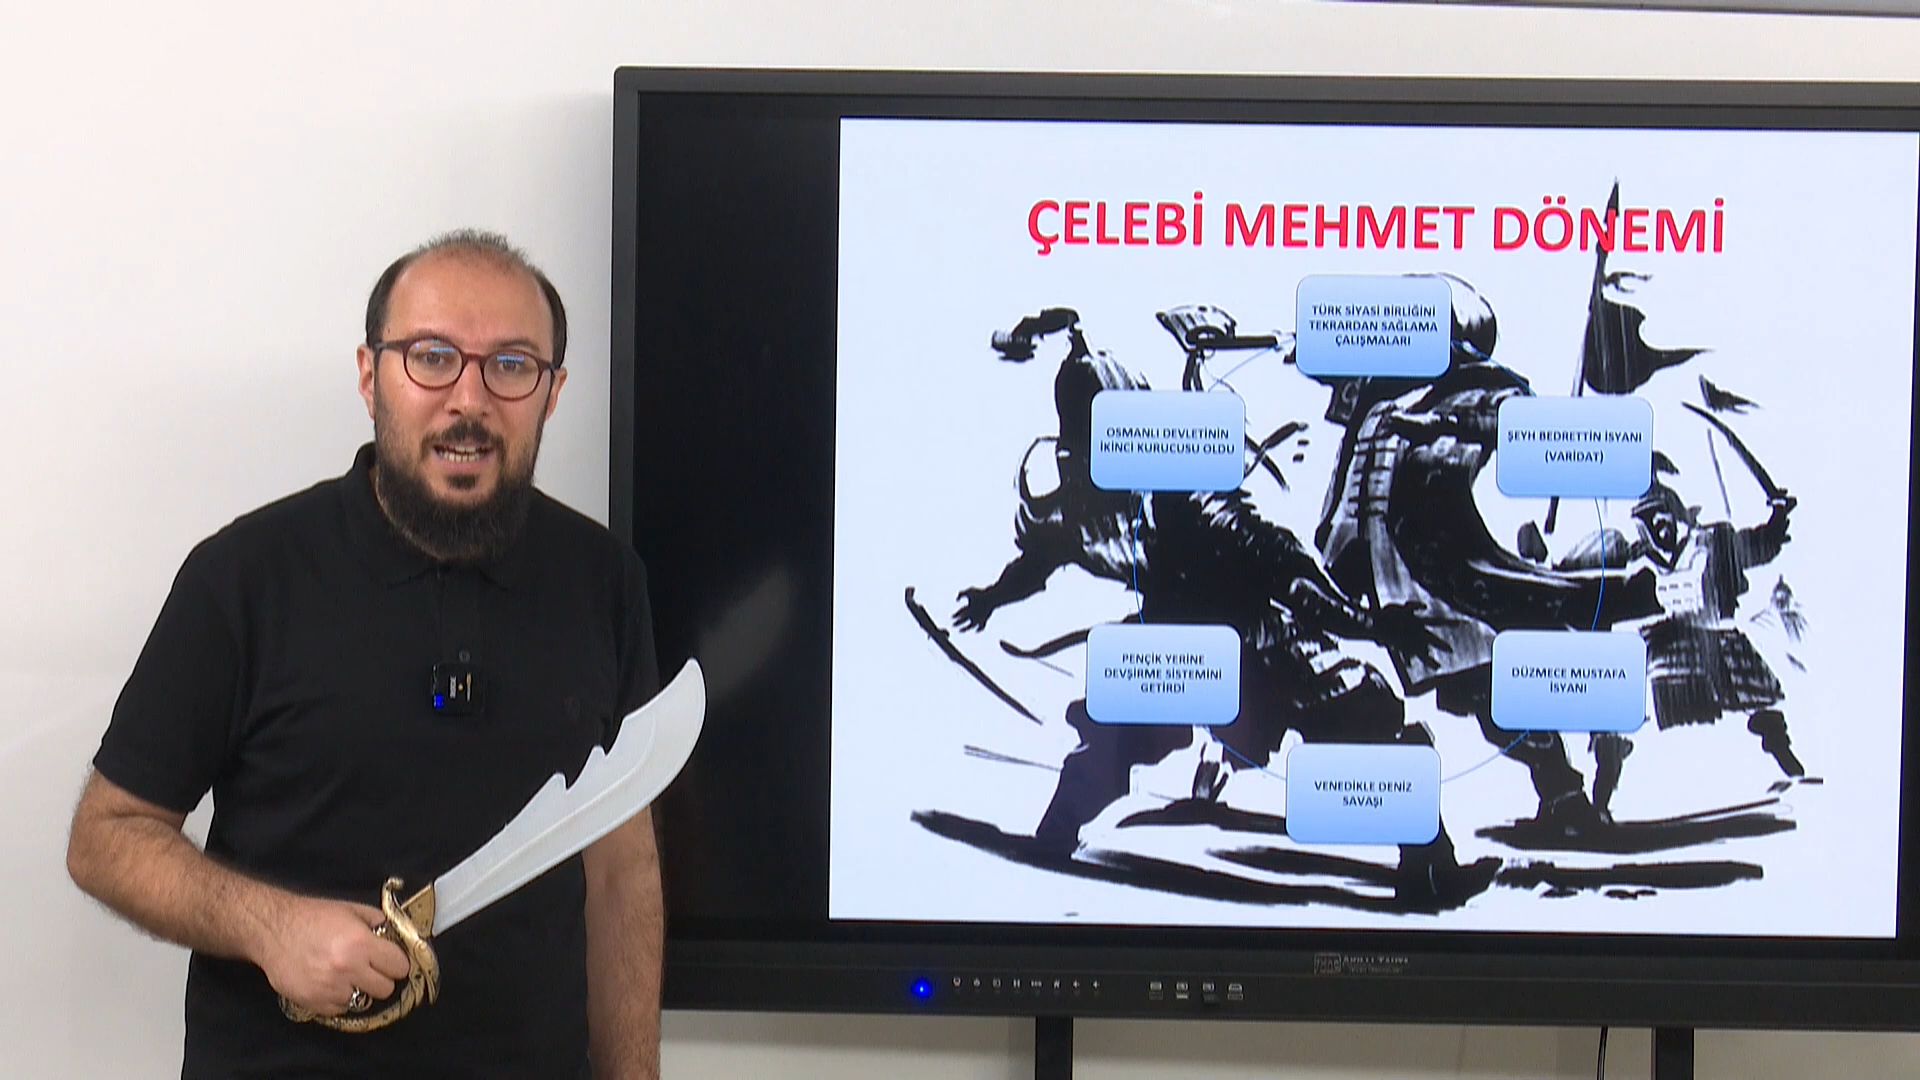 ÇELEBİ MEHMET DÖNEMİ
TÜRK SİYASİ BİRLİĞİNİ
TEKRARDAN SAĞLAMA
ÇALIŞMALARI
ŞEYH BEDRETTİN İSYANI
(VARİDAT)
DÜZMECE MUSTAFA
İSYANI
VENEDİKLE DENİZ
SAVAŞI
PENÇİK YERİNE
DEVŞİRME SİSTEMİNİ
GETİRDİ
OSMANLI DEVLETİNİN
İKİNCİ KURUCUSU OLDU